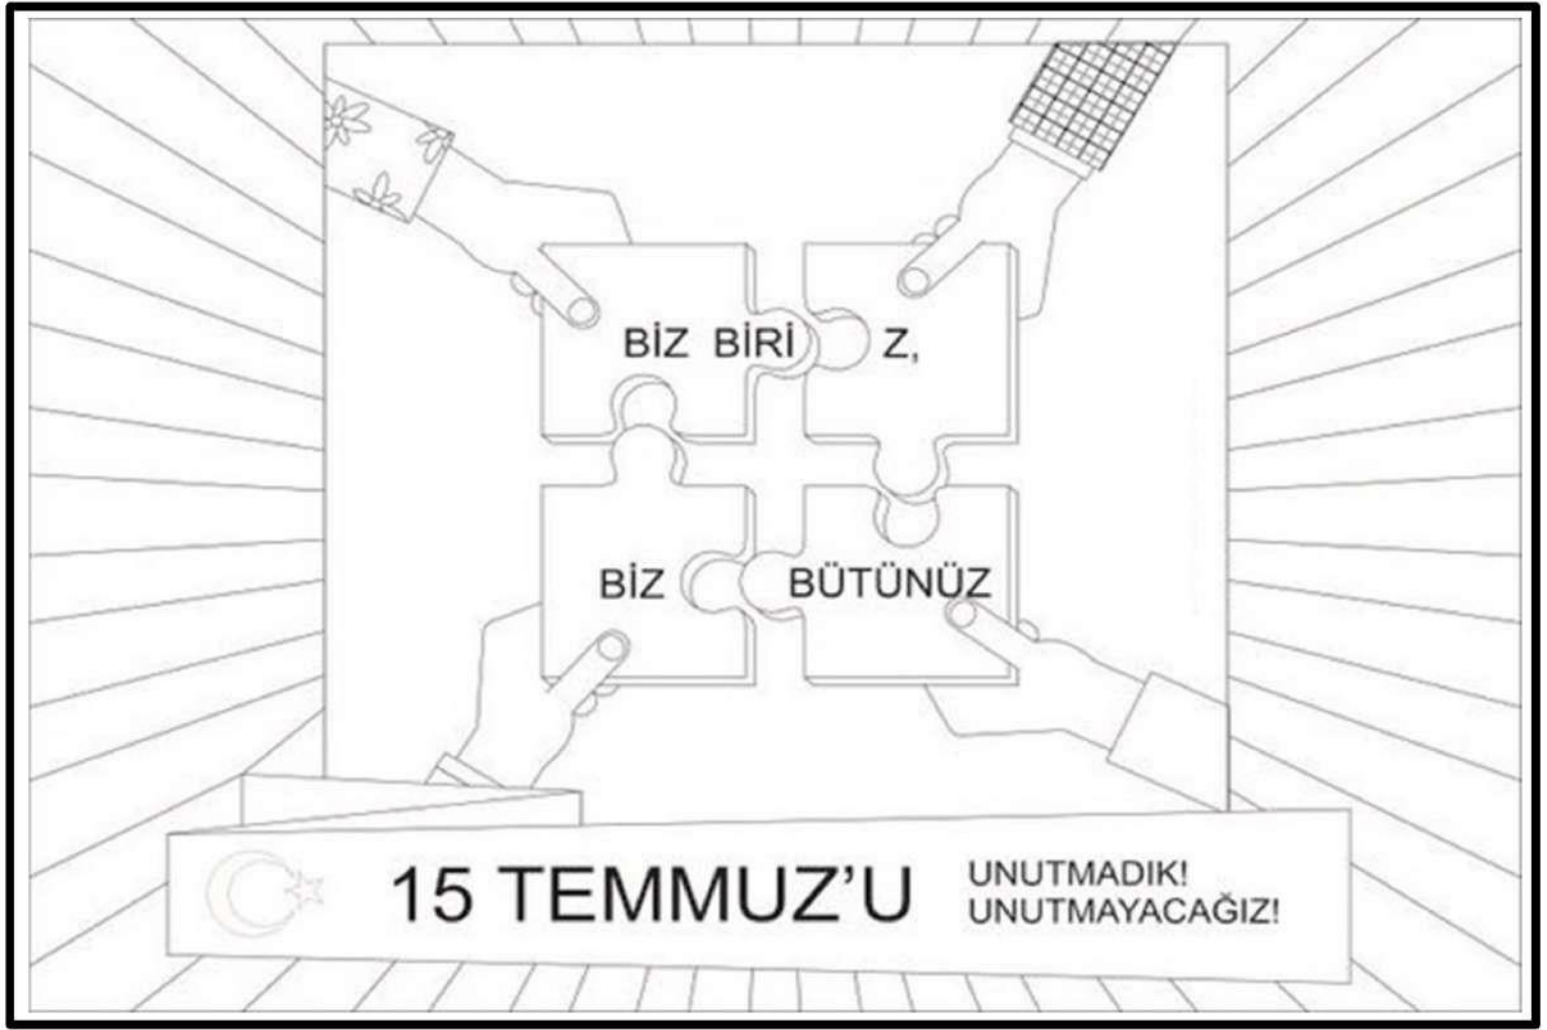 BİZ BİRİ Z,
BİZ BÜTÜNÜZ
15 TEMMUZ'U
UNUTMADIK!
UNUTMAYACAĞIZ!